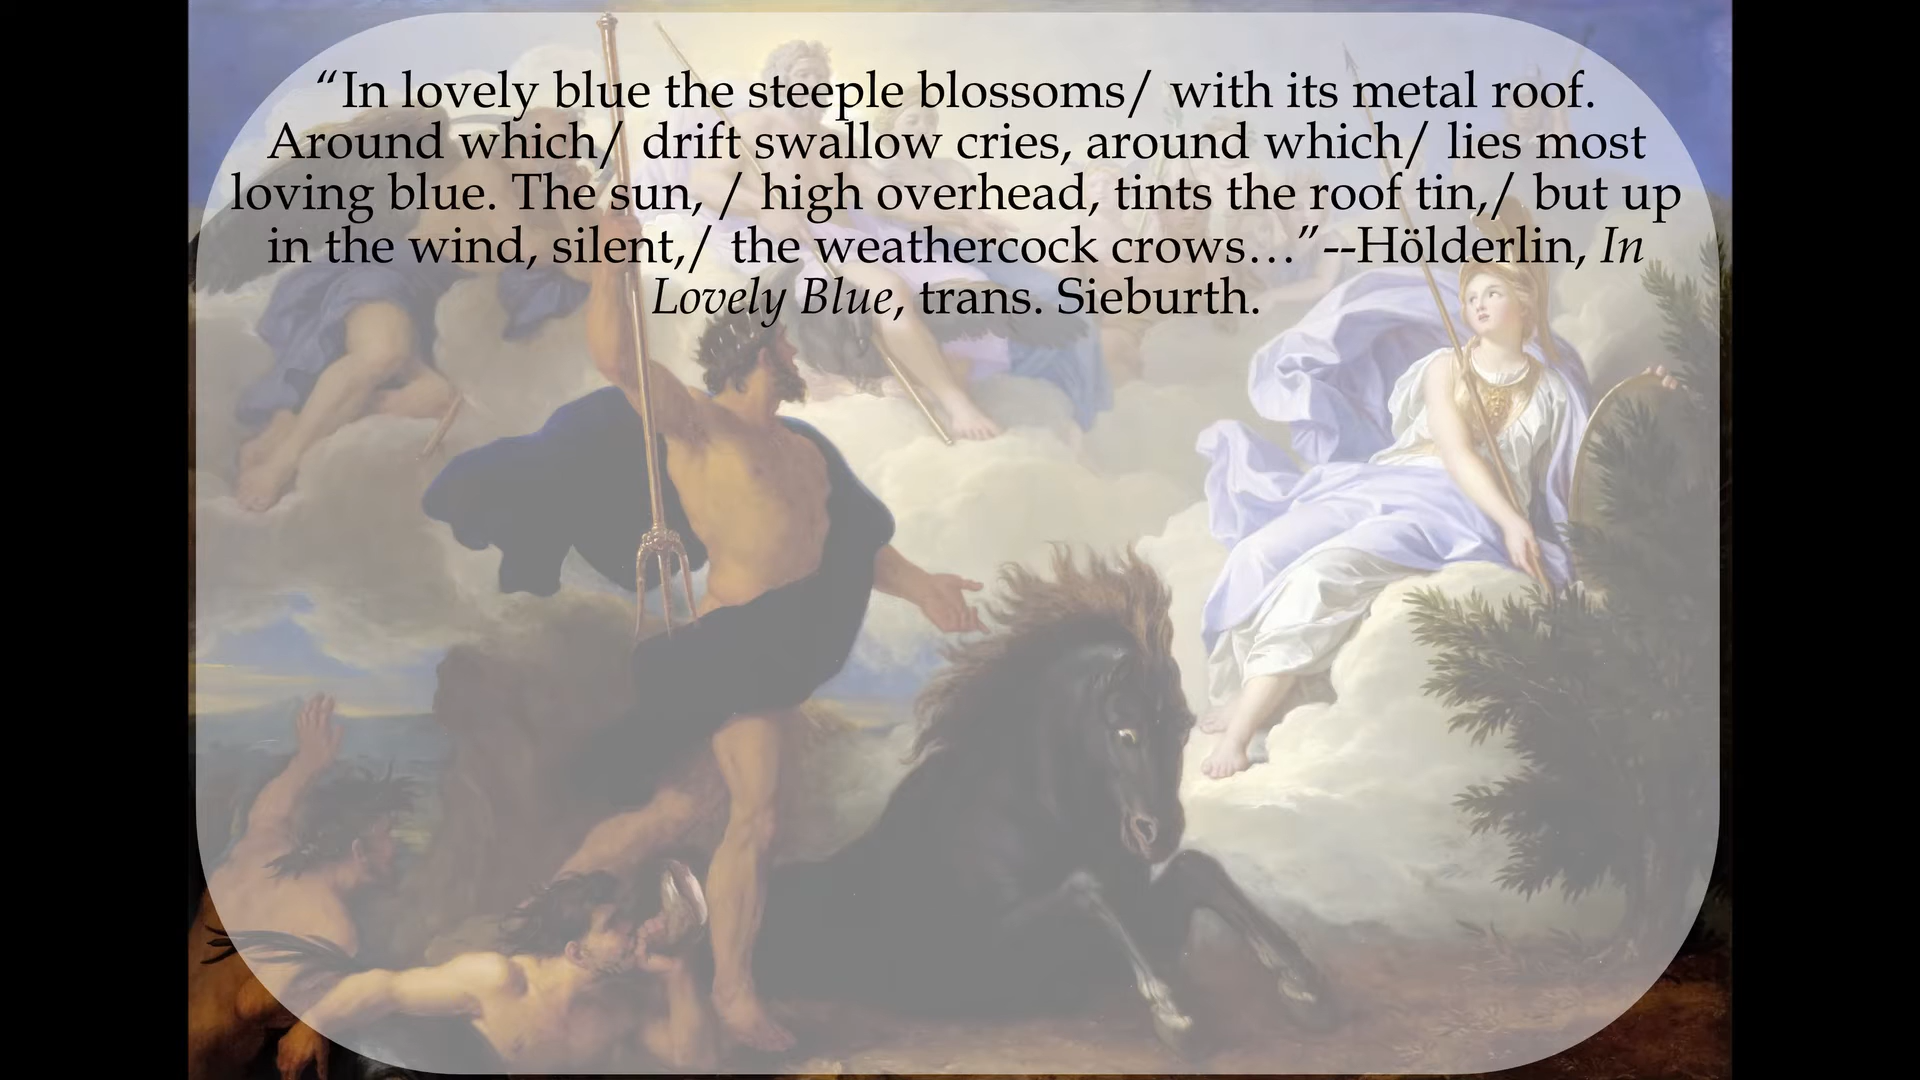 “In lovely blue the steeple blossoms/ with its metal roof.
Around which/ drift swallow cries, around which/ lies most
loving blue. The sun, / high overhead, tints the roof tin,/ but up
in the wind, silent,/ the weathercock crows…”--Hölderlin, In
Lovely Blue, trans. Sieburth.